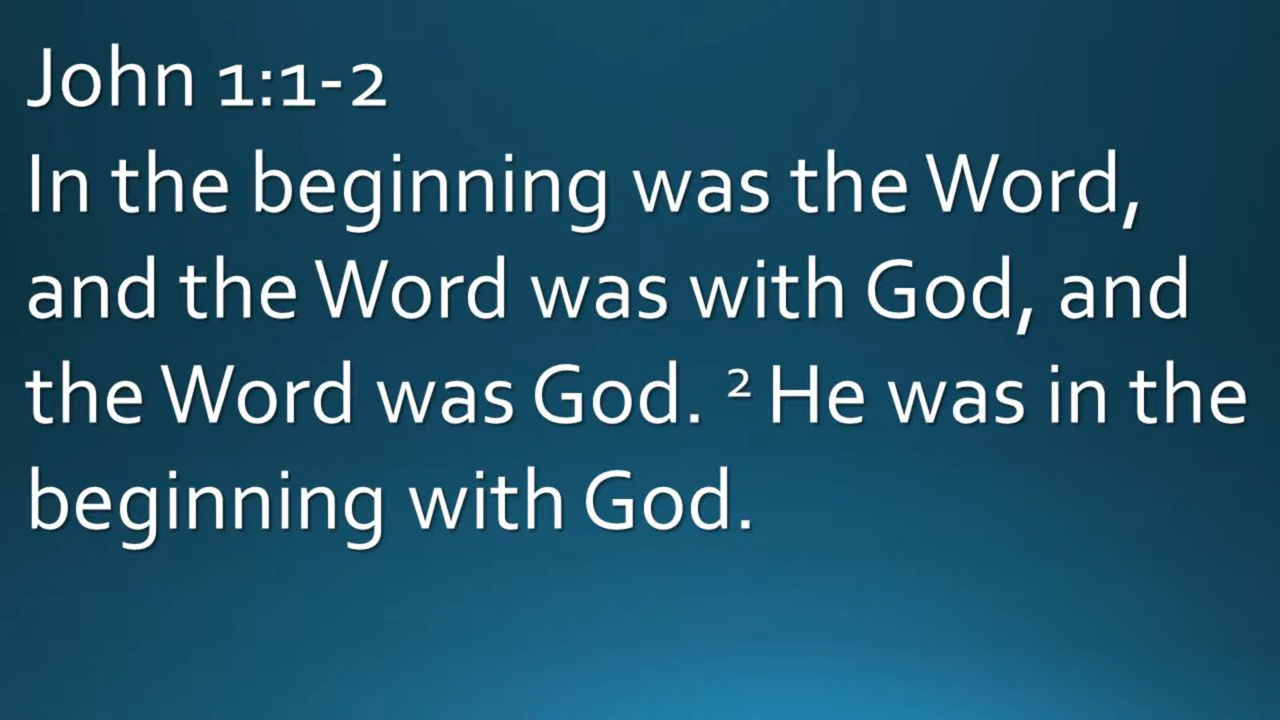 John 1:1-2
In the beginning was the Word,
and the Word was with God, and
the Word was God. ² He was in the
beginning with God.